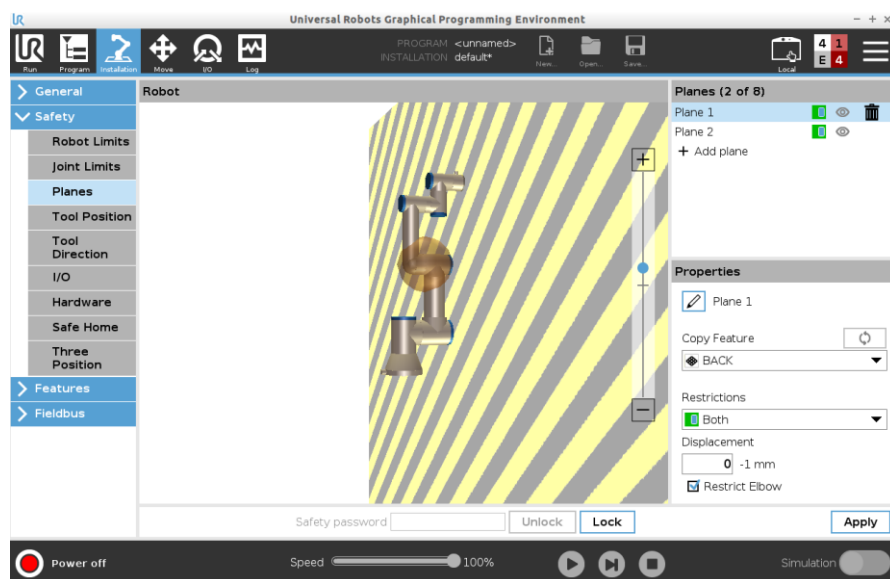 UR
Universal Robots Graphical Programming Environment
PROGRAM <unnamed>
INSTALLATION default*
Run Program Installation Move I/O Log New... Open... Save... Local
4 1
E 4
General
Safety
Robot Limits
Joint Limits
Planes
Tool Position
Tool
Direction
I/O
Hardware
Safe Home
Three
Position
Features
Fieldbus
Robot
Planes (2 of 8)
Plane 1
Plane 2
+ Add plane
Properties
Plane 1
Copy Feature
BACK
Restrictions
Both
Displacement
0 -1 mm
Restrict Elbow
Safety password Unlock Lock Apply
Power off Speed 100% Simulation